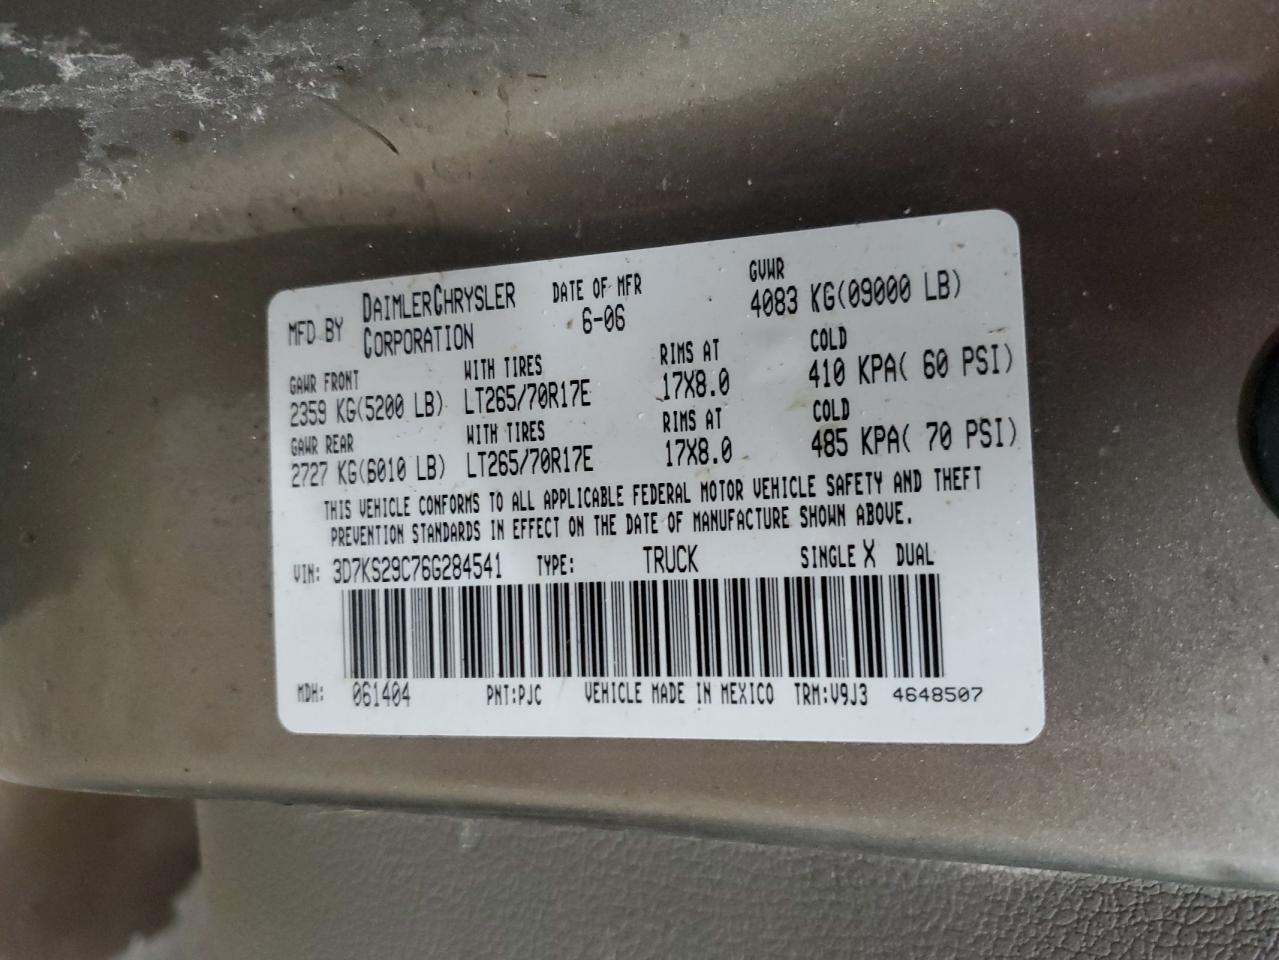 MFD BY DAIMLERCHRYSLER CORPORATION DATE OF MFR 6-06 GVWR 4083 KG(09000 LB)
GAWR FRONT WITH TIRES RIMS AT COLD
2359 KG(5200 LB) LT265/70R17E 17X8.0 410 KPA( 60 PSI)
GAWR REAR WITH TIRES RIMS AT COLD
2727 KG(6010 LB) LT265/70R17E 17X8.0 485 KPA( 70 PSI)
THIS VEHICLE CONFORMS TO ALL APPLICABLE FEDERAL MOTOR VEHICLE SAFETY AND THEFT
PREVENTION STANDARDS IN EFFECT ON THE DATE OF MANUFACTURE SHOWN ABOVE.
VIN: 3D7KS29C76G284541 TYPE: TRUCK SINGLE X DUAL
MDH: 061404 PNT:PJC VEHICLE MADE IN MEXICO TRM:V9J3 4648507